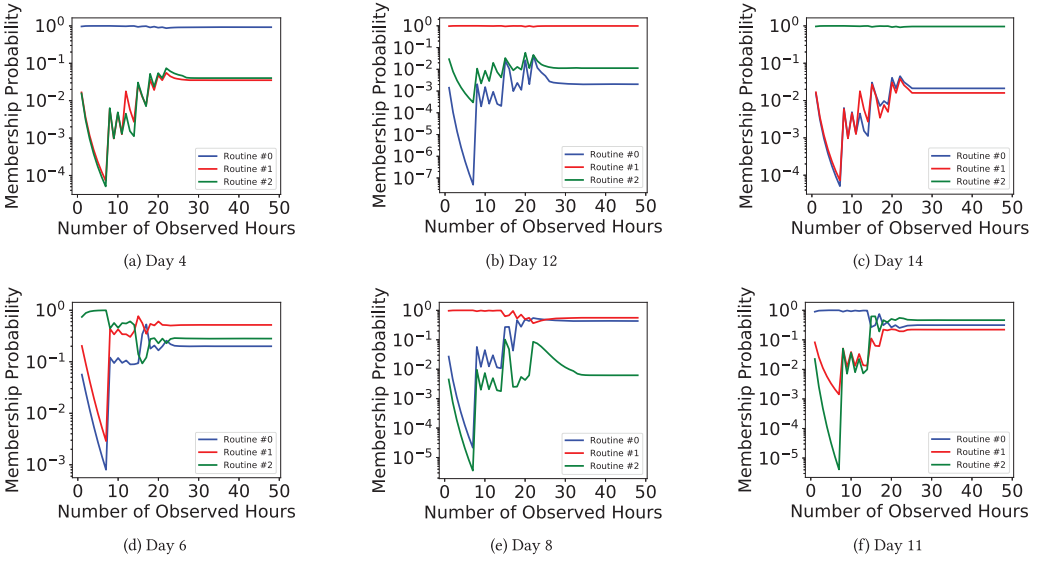 Membership Probability
10^0
10^-1
10^-2
10^-3
10^-4
Routine #0
Routine #1
Routine #2
0 10 20 30 40 50
Number of Observed Hours
(a) Day 4
Membership Probability
10^0
10^-1
10^-2
10^-3
10^-4
10^-5
10^-6
10^-7
Routine #0
Routine #1
Routine #2
0 10 20 30 40 50
Number of Observed Hours
(b) Day 12
Membership Probability
10^0
10^-1
10^-2
10^-3
10^-4
Routine #0
Routine #1
Routine #2
0 10 20 30 40 50
Number of Observed Hours
(c) Day 14
Membership Probability
10^0
10^-1
10^-2
10^-3
Routine #0
Routine #1
Routine #2
0 10 20 30 40 50
Number of Observed Hours
(d) Day 6
Membership Probability
10^0
10^-1
10^-2
10^-3
10^-4
10^-5
Routine #0
Routine #1
Routine #2
0 10 20 30 40 50
Number of Observed Hours
(e) Day 8
Membership Probability
10^0
10^-1
10^-2
10^-3
10^-4
10^-5
Routine #0
Routine #1
Routine #2
0 10 20 30 40 50
Number of Observed Hours
(f) Day 11